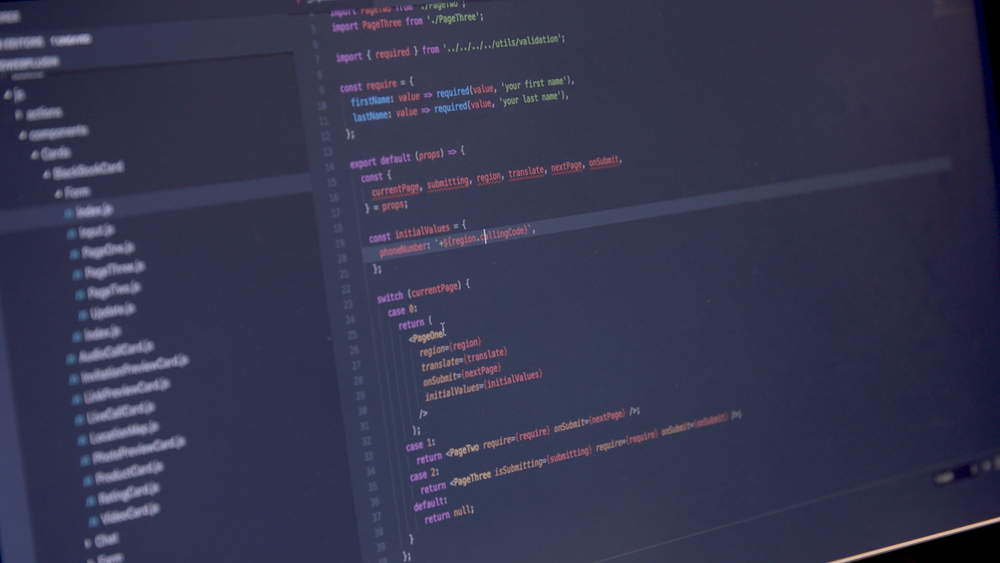 js
actions
components
Cards
BlackBookCard
Form
Index.js
Input.js
PageOne.js
PageThree.js
PageTwo.js
Update.js
Index.js
AudioCallCard.js
InvitationPreviewCard.js
LinkPreviewCard.js
LiveCallCard.js
LocationMap.js
PhotoPreviewCard.js
ProductCard.js
RatingCard.js
VideoCard.js
Chat
Form
import PageTwo from './PageTwo';
import PageThree from './PageThree';
import { required } from '../../../../utils/validation';
const require = {
firstName: value => required(value, 'your first name'),
lastName: value => required(value, 'your last name'),
};
export default (props) => {
const {
currentPage, submitting, region, translate, nextPage, onSubmit,
} = props;
const initialValues = {
phoneNumber: `+${region.callingCode}`,
};
switch (currentPage) {
case 0:
return (
<PageOne
region={region}
translate={translate}
onSubmit={nextPage}
initialValues={initialValues}
/>
);
case 1:
return <PageTwo require={require} onSubmit={nextPage} />;
case 2:
return <PageThree isSubmitting={submitting} require={require} onSubmit={onSubmit} />;
default:
return null;
}
};